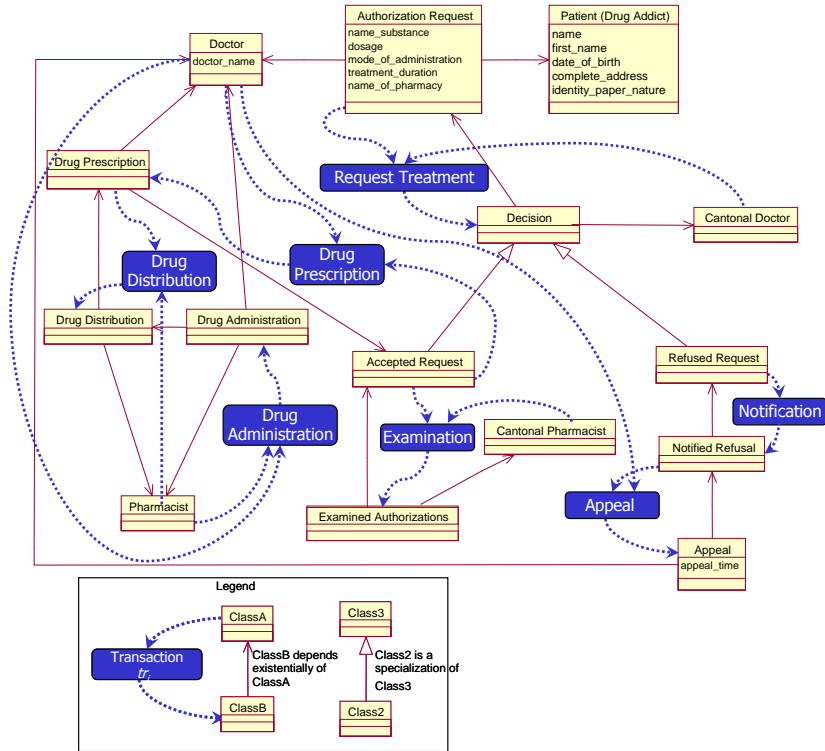 Authorization Request
name_substance
dosage
mode_of_administration
treatment_duration
name_of_pharmacy
Patient (Drug Addict)
name
first_name
date_of_birth
complete_address
identity_paper_nature
Doctor
doctor_name
Drug Prescription
Request Treatment
Decision
Cantonal Doctor
Drug
Distribution
Drug
Prescription
Drug Distribution
Drug Administration
Accepted Request
Refused Request
Drug
Administration
Examination
Cantonal Pharmacist
Notification
Notified Refusal
Pharmacist
Examined Authorizations
Appeal
Appeal
appeal_time
Legend
ClassA
Class3
Transaction
tri
ClassB depends
existentially of
ClassA
Class2 is a
specialization of
Class3
ClassB
Class2